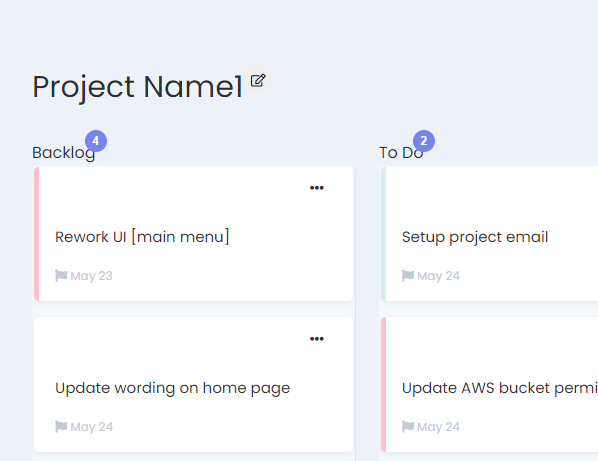 Project Name1
Backlog 4
To Do 2
Rework UI [main menu]
May 23
Setup project email
May 24
Update wording on home page
May 24
Update AWS bucket permi
May 24